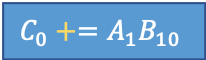 C₀ += A₁B₁₀